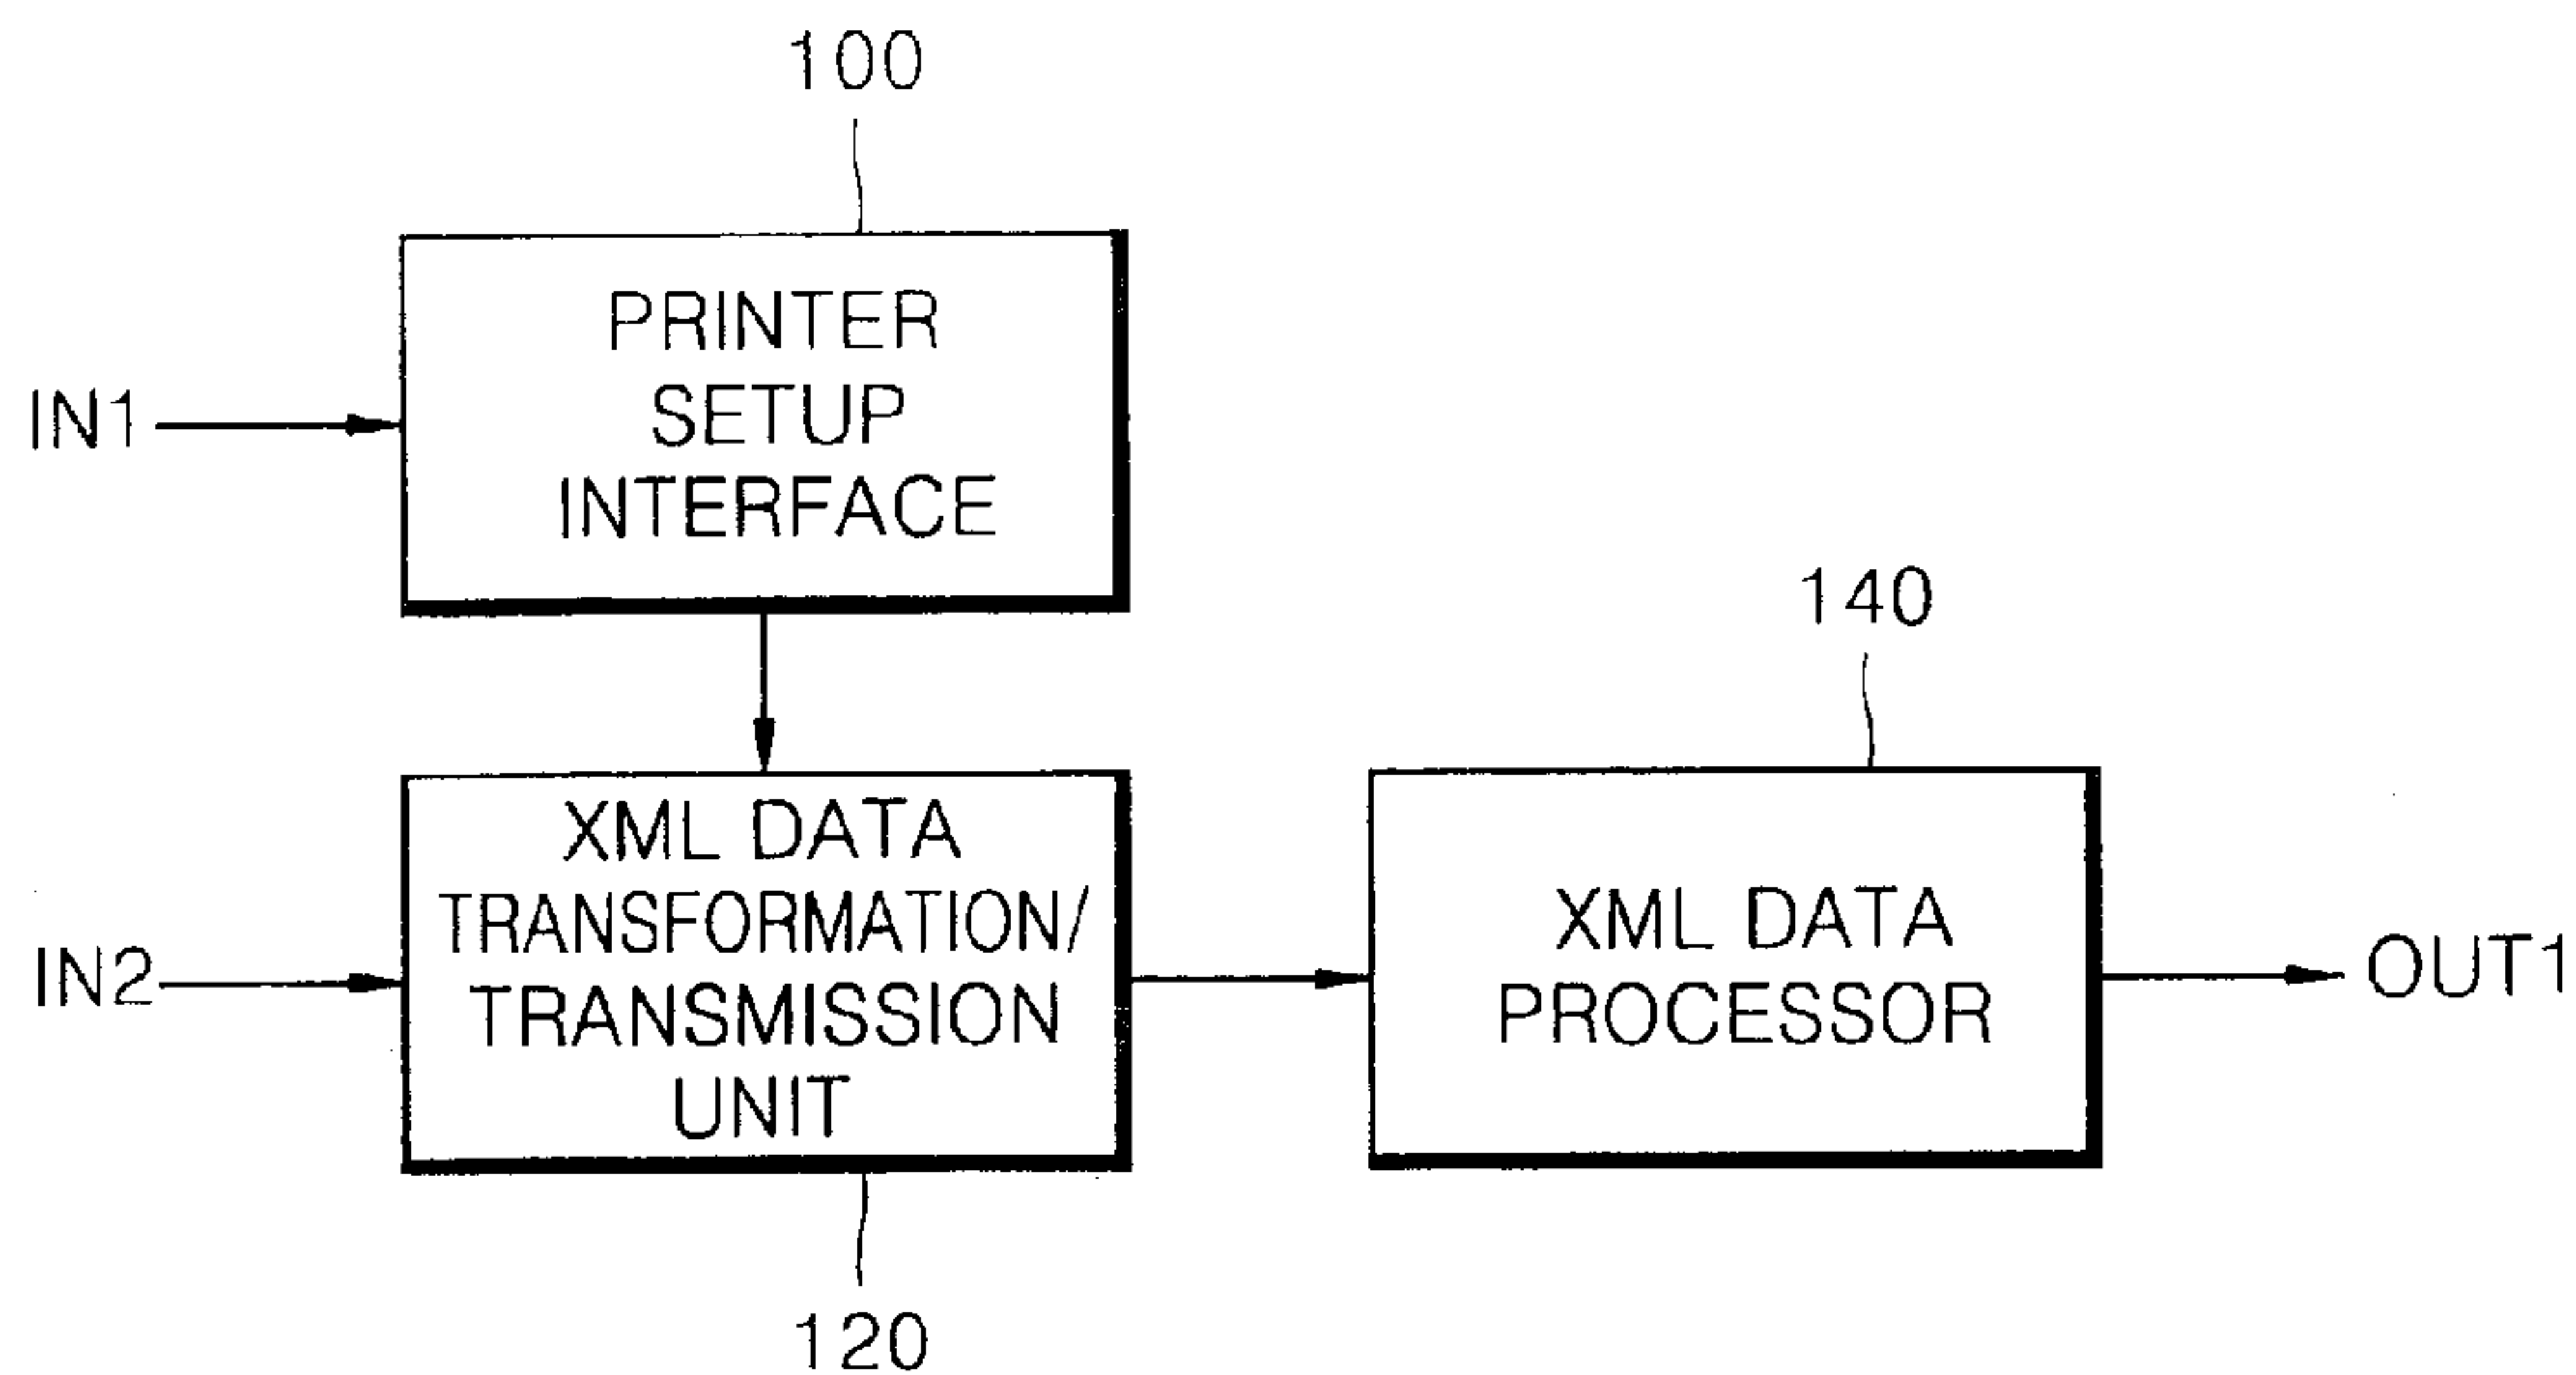 100
PRINTER
SETUP
INTERFACE
IN1
140
XML DATA
TRANSFORMATION/
TRANSMISSION
UNIT
IN2
XML DATA
PROCESSOR
OUT1
120